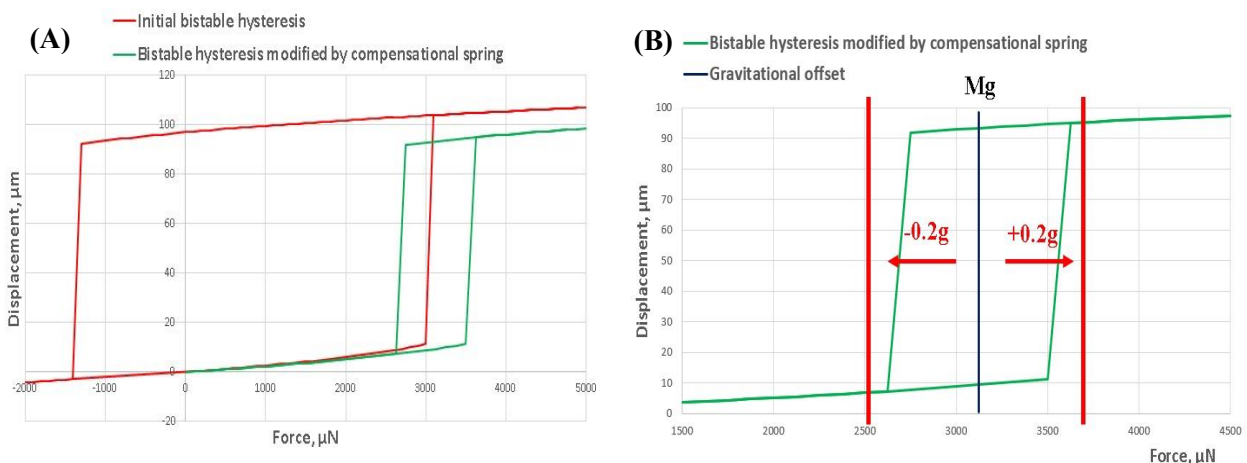 (A)
Initial bistable hysteresis
Bistable hysteresis modified by compensational spring
120
100
80
60
40
20
0
-20
-2000 -1000 0 1000 2000 3000 4000 5000
Displacement, µm
Force, µN
(B)
Bistable hysteresis modified by compensational spring
Gravitational offset
Mg
100
90
80
70
60
50
40
30
20
10
0
-0.2g +0.2g
1500 2000 2500 3000 3500 4000 4500
Displacement, µm
Force, µN